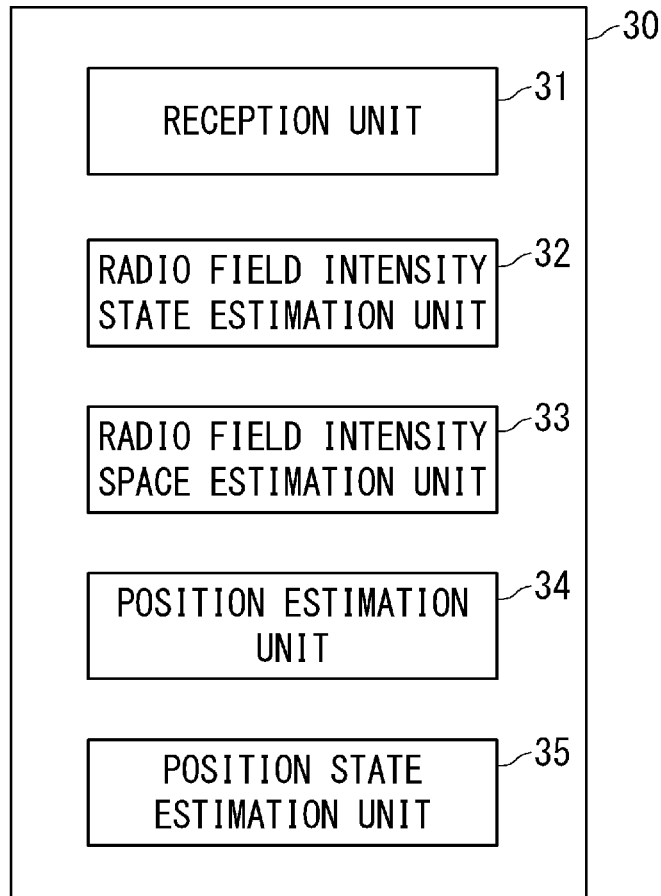 30
31
RECEPTION UNIT
32
RADIO FIELD INTENSITY
STATE ESTIMATION UNIT
33
RADIO FIELD INTENSITY
SPACE ESTIMATION UNIT
34
POSITION ESTIMATION
UNIT
35
POSITION STATE
ESTIMATION UNIT